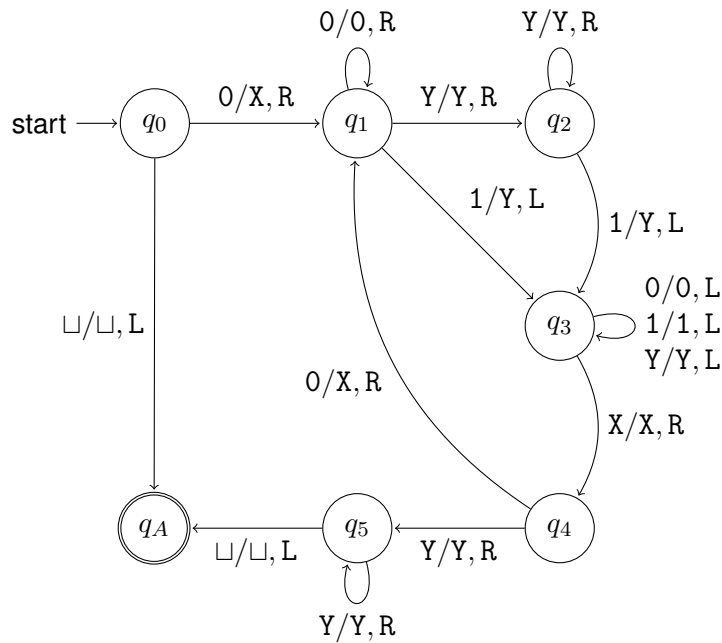 0/0, R
Y/Y, R
start
q0
0/X, R
q1
Y/Y, R
q2
1/Y, L
1/Y, L
⊔/⊔, L
q3
0/0, L
1/1, L
Y/Y, L
0/X, R
X/X, R
qA
⊔/⊔, L
q5
Y/Y, R
q4
Y/Y, R